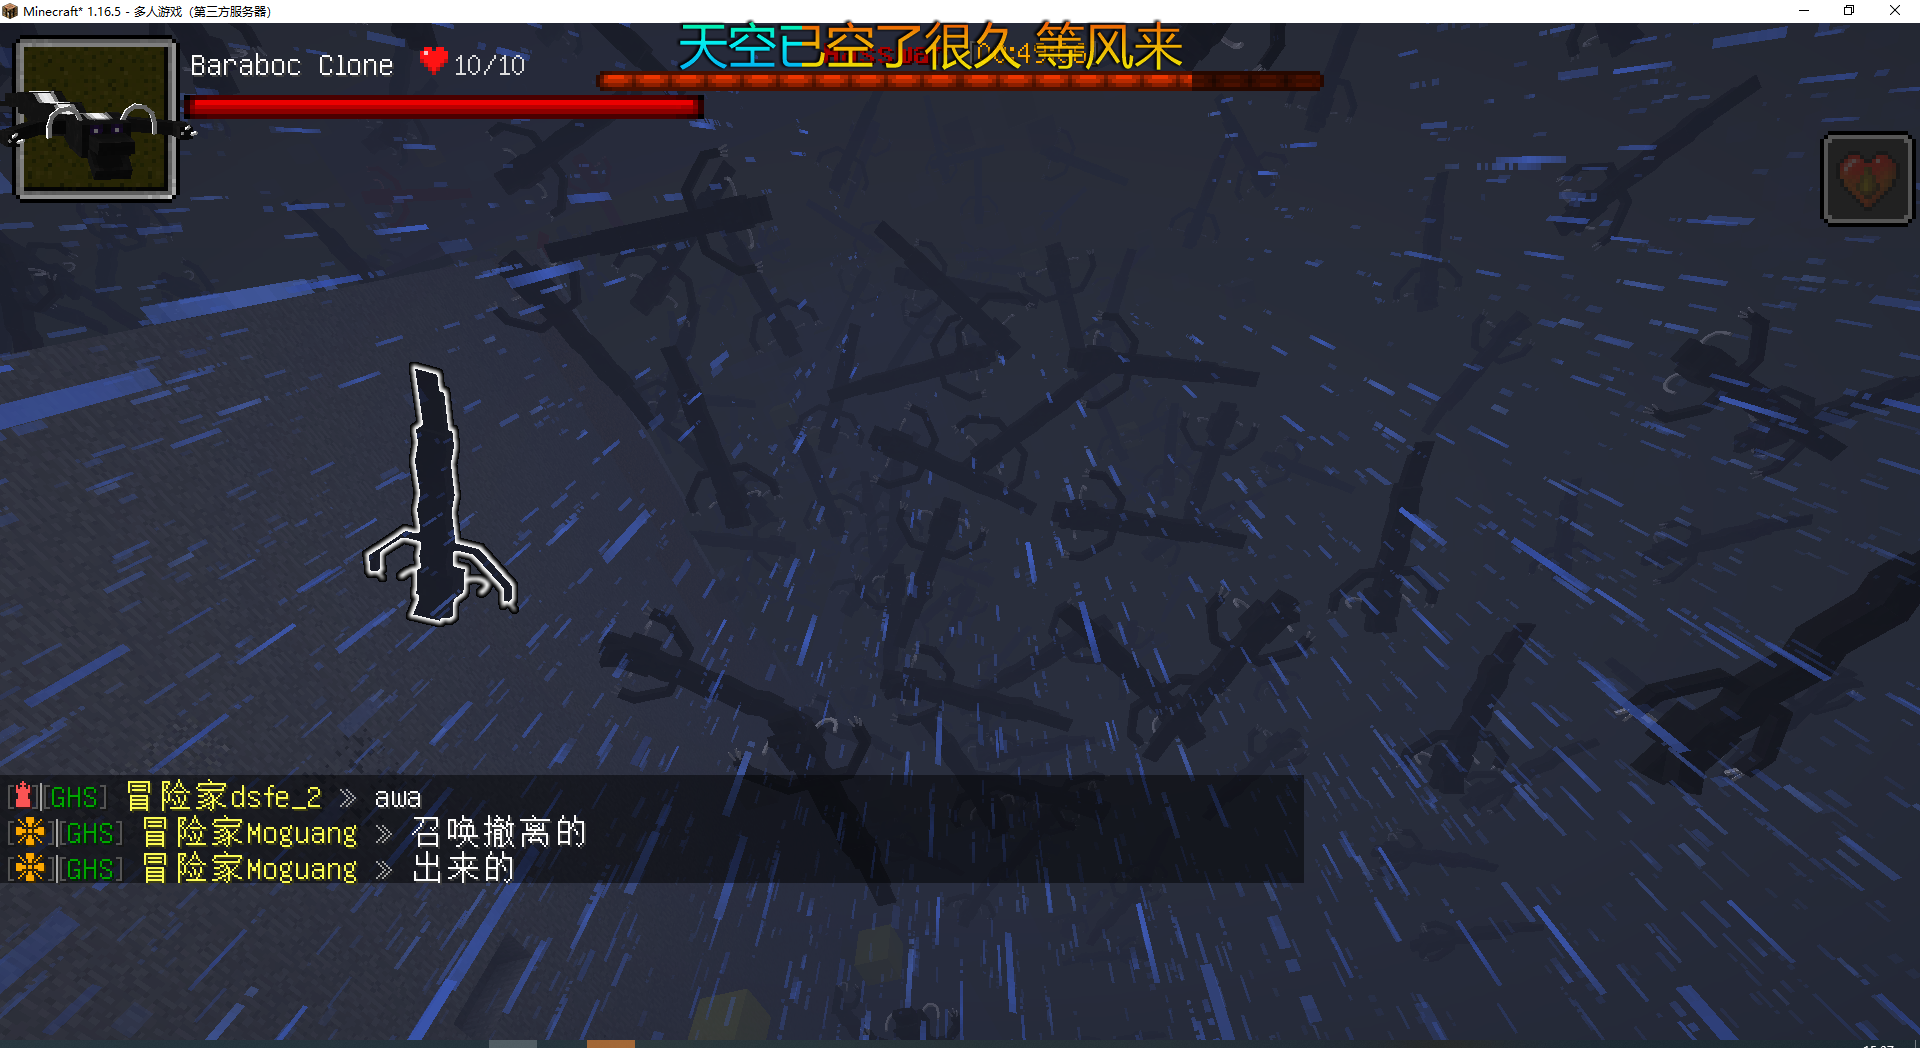 Minecraft* 1.16.5 - 多人游戏（第三方服务器）
天空已空了很久 等风来
Baraboc Clone 10/10
[GHS] 冒险家dsfe_2 » awa
[GHS] 冒险家Moguang » 召唤撤离的
[GHS] 冒险家Moguang » 出来的